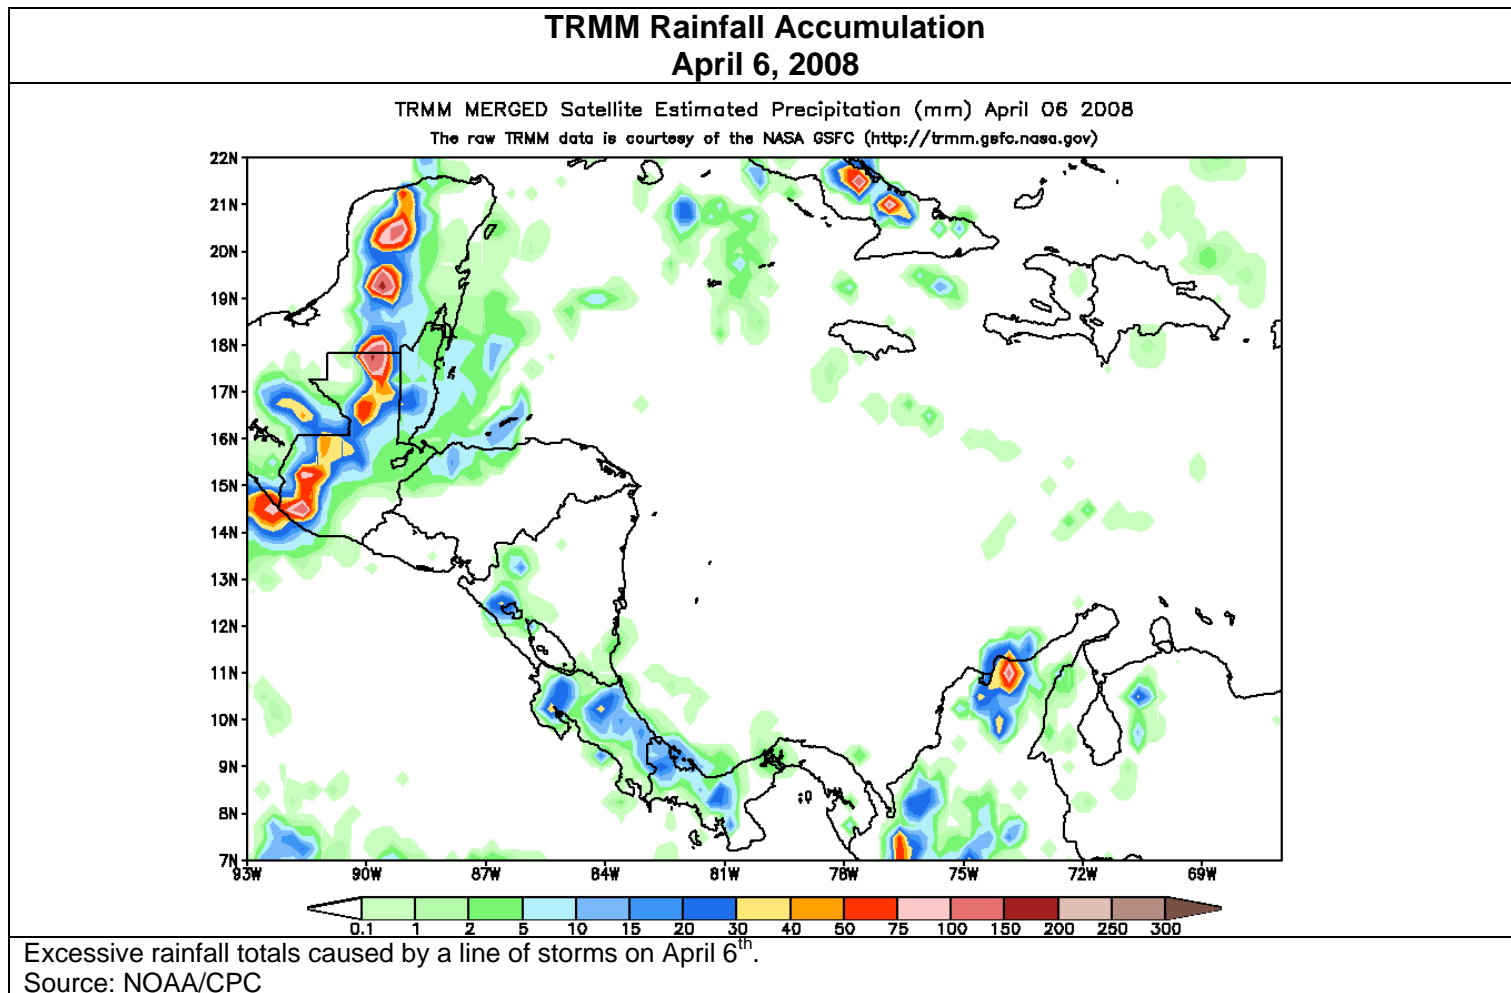 TRMM Rainfall Accumulation
April 6, 2008
TRMM MERGED Satellite Estimated Precipitation (mm) April 06 2008
The raw TRMM data is courtesy of the NASA GSFC (http://trmm.gsfc.nasa.gov)
22N
21N
20N
19N
18N
17N
16N
15N
14N
13N
12N
11N
10N
9N
8N
7N
93W 90W 87W 84W 81W 78W 75W 72W 69W
0.1 1 2 5 10 15 20 30 40 50 75 100 150 200 250 300
Excessive rainfall totals caused by a line of storms on April 6th.
Source: NOAA/CPC